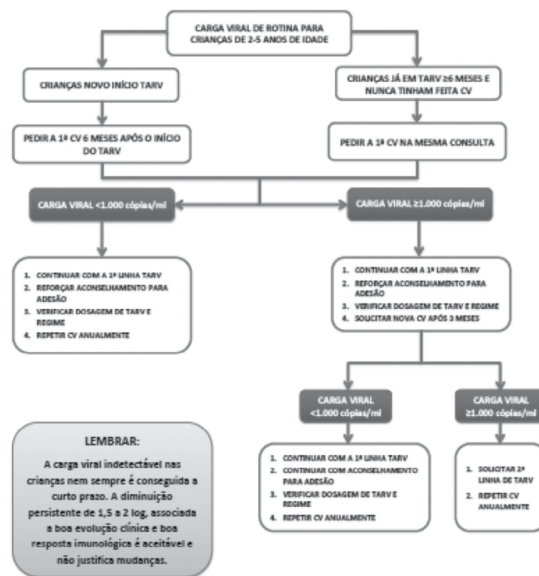 CARGA VIRAL DE ROTINA PARA
CRIANÇAS DE 2-5 ANOS DE IDADE
CRIANÇAS NOVO INÍCIO TARV
CRIANÇAS JÁ EM TARV ≥6 MESES E
NUNCA TINHAM FEITA CV
PEDIR A 1ª CV 6 MESES APÓS O INÍCIO
DO TARV
PEDIR A 1ª CV NA MESMA CONSULTA
CARGA VIRAL <1.000 cópias/ml
CARGA VIRAL ≥1.000 cópias/ml
1. CONTINUAR COM A 1ª LINHA TARV
2. REFORÇAR ACONSELHAMENTO PARA
ADESÃO
3. VERIFICAR DOSAGEM DE TARV E
REGIME
4. REPETIR CV ANUALMENTE
1. CONTINUAR COM A 1ª LINHA TARV
2. REFORÇAR ACONSELHAMENTO PARA
ADESÃO
3. VERIFICAR DOSAGEM DE TARV E REGIME
4. SOLICITAR NOVA CV APÓS 3 MESES
CARGA VIRAL
<1.000 cópias/ml
CARGA VIRAL
≥1.000 cópias/ml
1. CONTINUAR COM A 1ª LINHA TARV
2. CONTINUAR COM ACONSELHAMENTO
PARA ADESÃO
3. VERIFICAR DOSAGEM DE TARV E REGIME
4. REPETIR CV ANUALMENTE
1. SOLICITAR 2ª
LINHA DE TARV
2. REPETIR CV
ANUALMENTE
LEMBRAR:
A carga viral indetectável nas
crianças nem sempre é conseguida a
curto prazo. A diminuição
persistente de 1,5 a 2 log, associada
a boa evolução clínica e boa
resposta imunológica é aceitável e
não justifica mudanças.